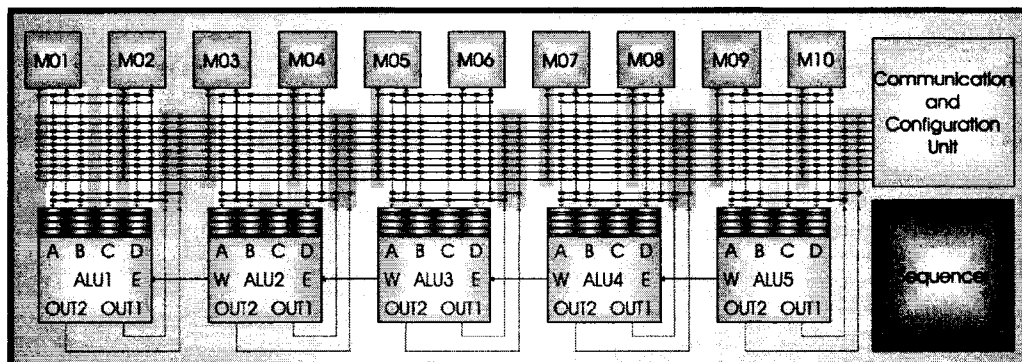 M01 M02 M03 M04 M05 M06 M07 M08 M09 M10
Communication
and
Configuration
Unit
A B C D A B C D A B C D A B C D A B C D
ALU1 E W ALU2 E W ALU3 E W ALU4 E W ALU5
equence
OUT2 OUT1 OUT2 OUT1 OUT2 OUT1 OUT2 OUT1 OUT2 OUT1